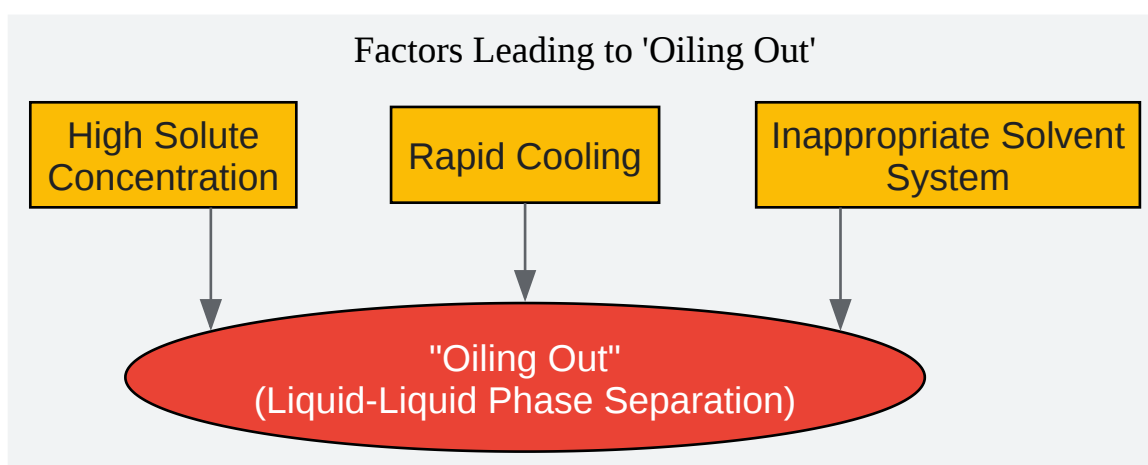 Factors Leading to 'Oiling Out'
High Solute
Concentration
Rapid Cooling
Inappropriate Solvent
System
"Oiling Out"
(Liquid-Liquid Phase Separation)